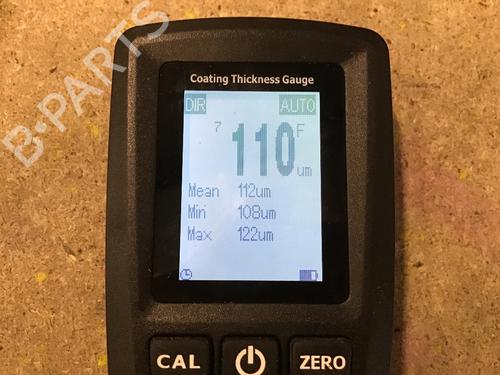 Coating Thickness Gauge
DIR AUTO
7 110 F um
Mean 112um
Min 108um
Max 122um
CAL ZERO
B-PARTS